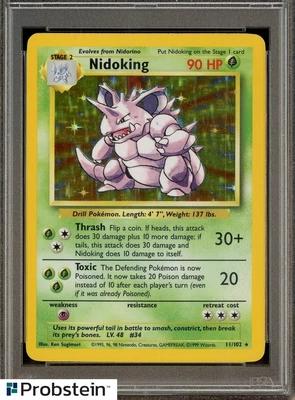 Evolves from Nidorino
Put Nidoking on the Stage 1 card
STAGE 2
Nidoking
90 HP
Drill Pokémon. Length: 4' 7", Weight: 137 lbs.
Thrash Flip a coin. If heads, this attack
does 30 damage plus 10 more damage; if
tails, this attack does 30 damage and
Nidoking does 10 damage to itself.
30+
Toxic The Defending Pokémon is now
Poisoned. It now takes 20 Poison damage
instead of 10 after each player's turn (even
if it was already Poisoned).
20
weakness
resistance
retreat cost
Uses its powerful tail in battle to smash, constrict, then break
its prey's bones. LV. 48 #34
Illus. Ken Sugimori
©1995, 96, 98 Nintendo, Creatures, GAMEFREAK. ©1999 Wizards.
11/102 ★
Probstein